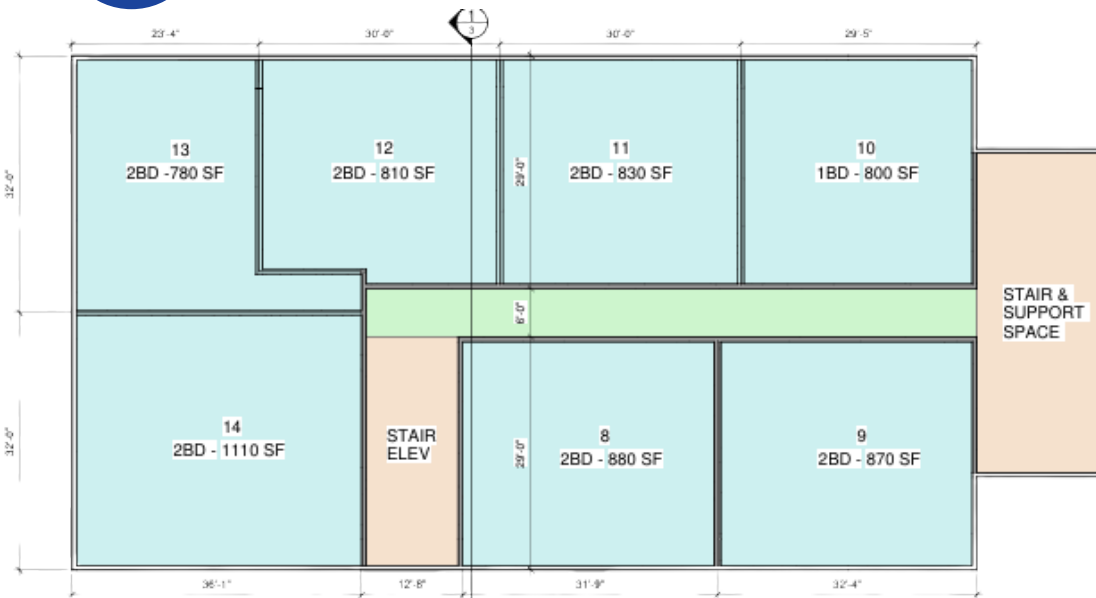 1
3
23'-4"
30'-0"
30'-0"
29'-5"
13
2BD -780 SF
12
2BD - 810 SF
11
2BD - 830 SF
10
1BD - 800 SF
32'-0"
29'-0"
6'-0"
STAIR &
SUPPORT
SPACE
14
2BD - 1110 SF
STAIR
ELEV
8
2BD - 880 SF
9
2BD - 870 SF
32'-0"
29'-0"
36'-1"
12'-8"
31'-9"
32'-4"